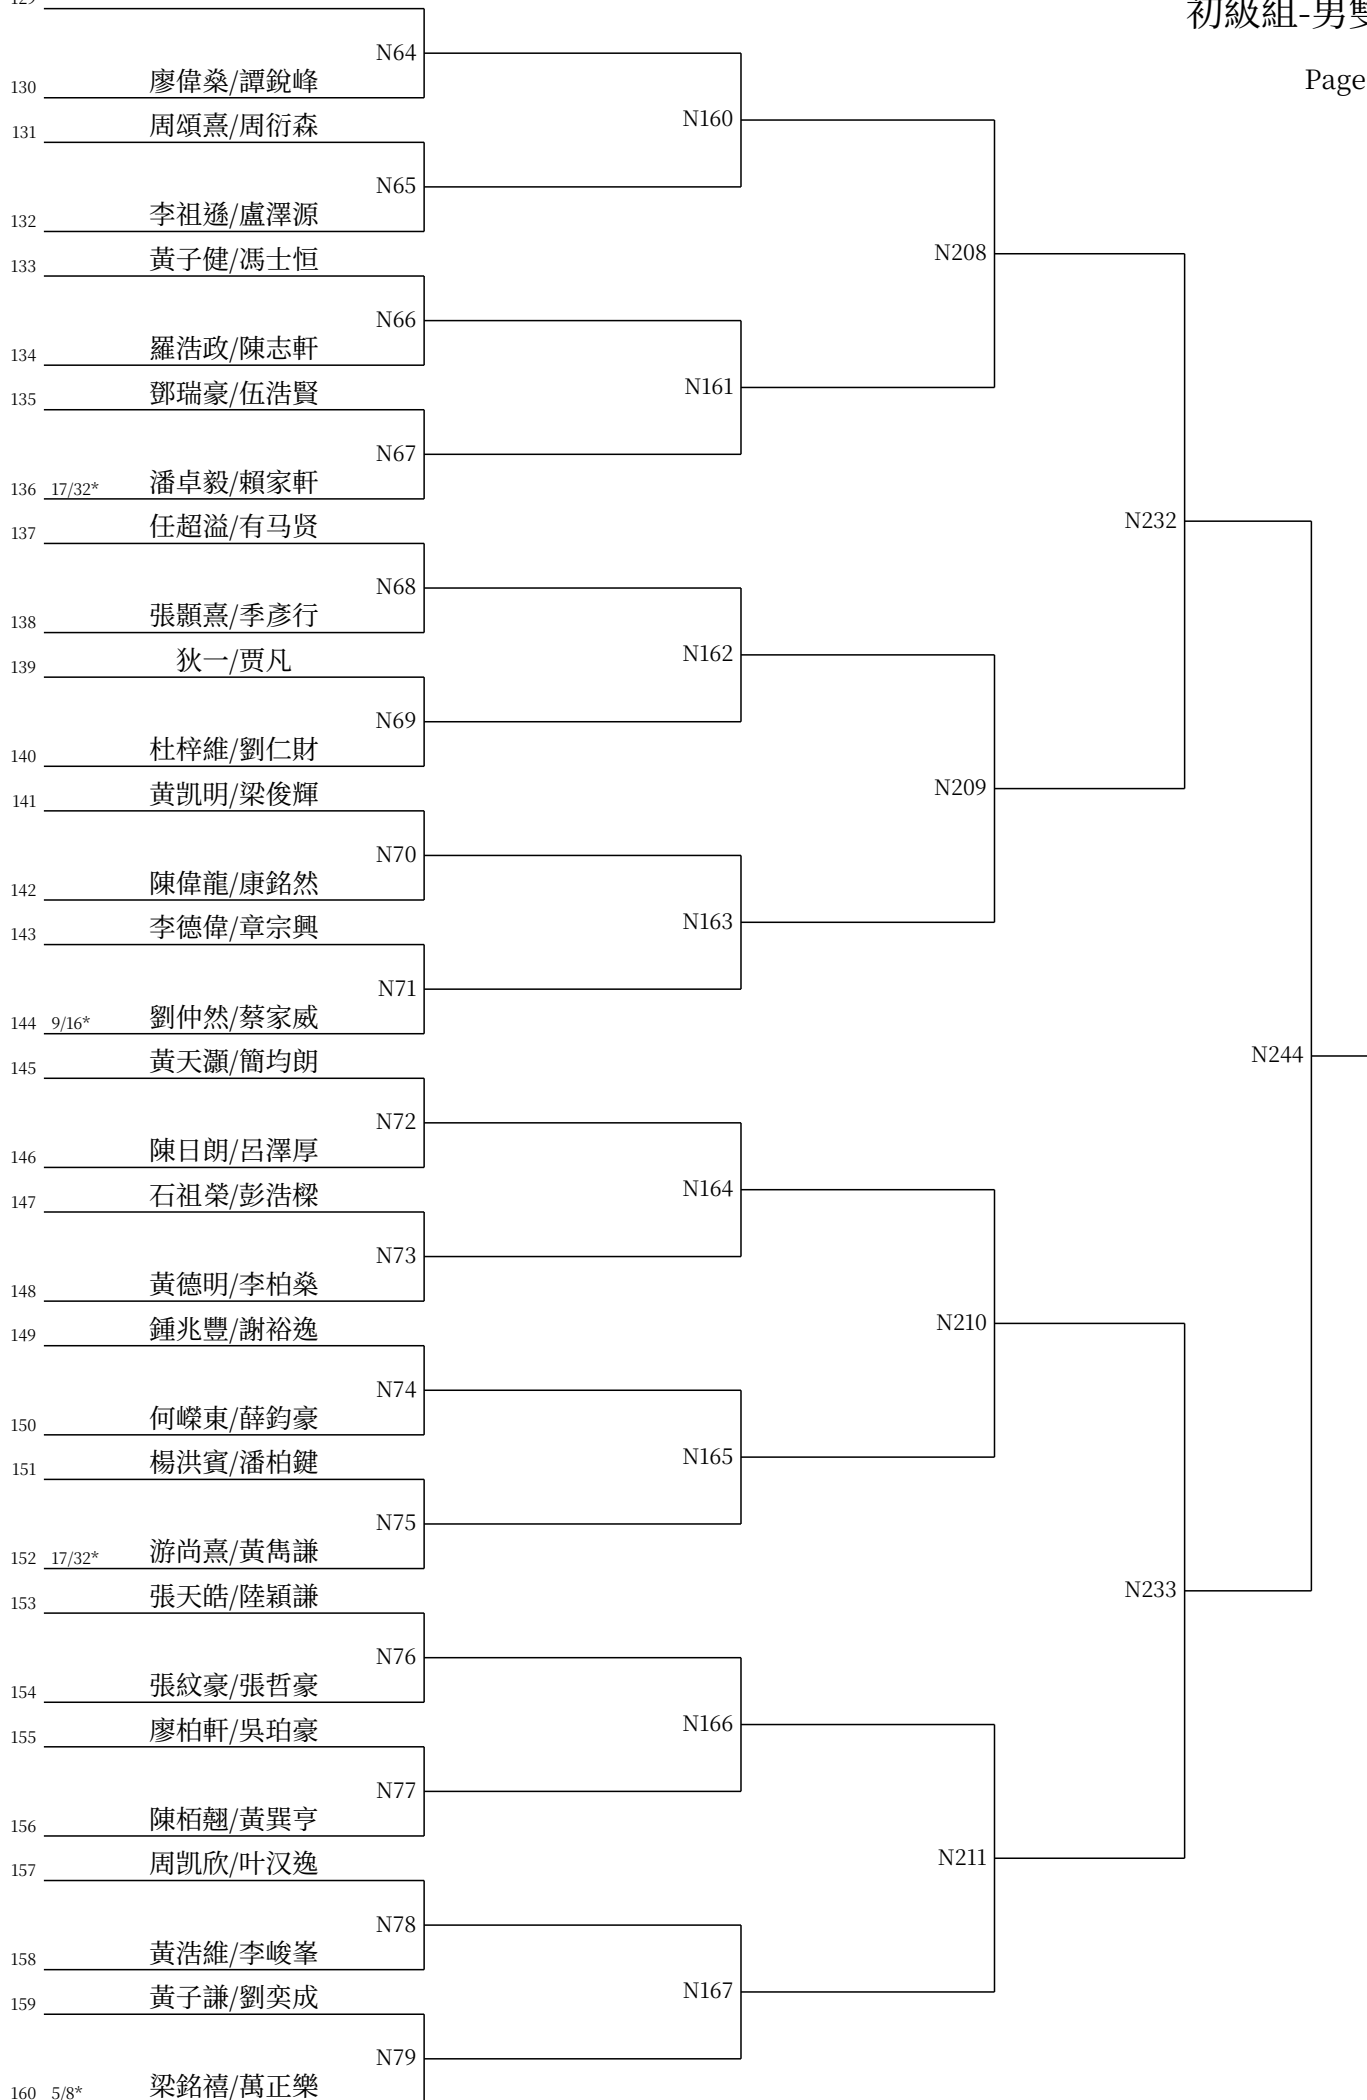 初級組-男
Page
N64
130 廖偉燊/譚銳峰
131 周頌熹/周衍森
N160
N65
132 李祖遜/盧澤源
133 黃子健/馮士恒
N208
N66
134 羅浩政/陳志軒
135 鄧瑞豪/伍浩賢
N161
N67
136 17/32* 潘卓毅/賴家軒
137 任超溢/有马贤
N232
N68
138 張顥熹/季彥行
139 狄一/贾凡
N162
N69
140 杜梓維/劉仁財
141 黄凯明/梁俊輝
N209
N70
142 陳偉龍/康銘然
143 李德偉/章宗興
N163
N71
144 9/16* 劉仲然/蔡家威
145 黃天灝/簡均朗
N244
N72
146 陳日朗/呂澤厚
147 石祖榮/彭浩樑
N164
N73
148 黃德明/李柏燊
149 鍾兆豐/謝裕逸
N210
N74
150 何嶸東/薛鈞豪
151 楊洪賓/潘柏鍵
N165
N75
152 17/32* 游尚熹/黃雋謙
153 張天皓/陸穎謙
N233
N76
154 張紋豪/張哲豪
155 廖柏軒/吳珀豪
N166
N77
156 陳栢翹/黃巽亨
157 周凯欣/叶汉逸
N211
N78
158 黃浩維/李峻峯
159 黃子謙/劉奕成
N167
N79
160 5/8* 梁銘禧/萬正樂